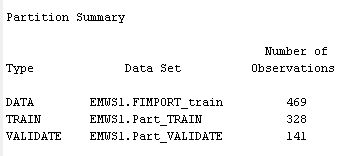 Partition Summary
Number of
Type Data Set Observations
DATA EMWS1.FIMPORT_train 469
TRAIN EMWS1.Part_TRAIN 328
VALIDATE EMWS1.Part_VALIDATE 141